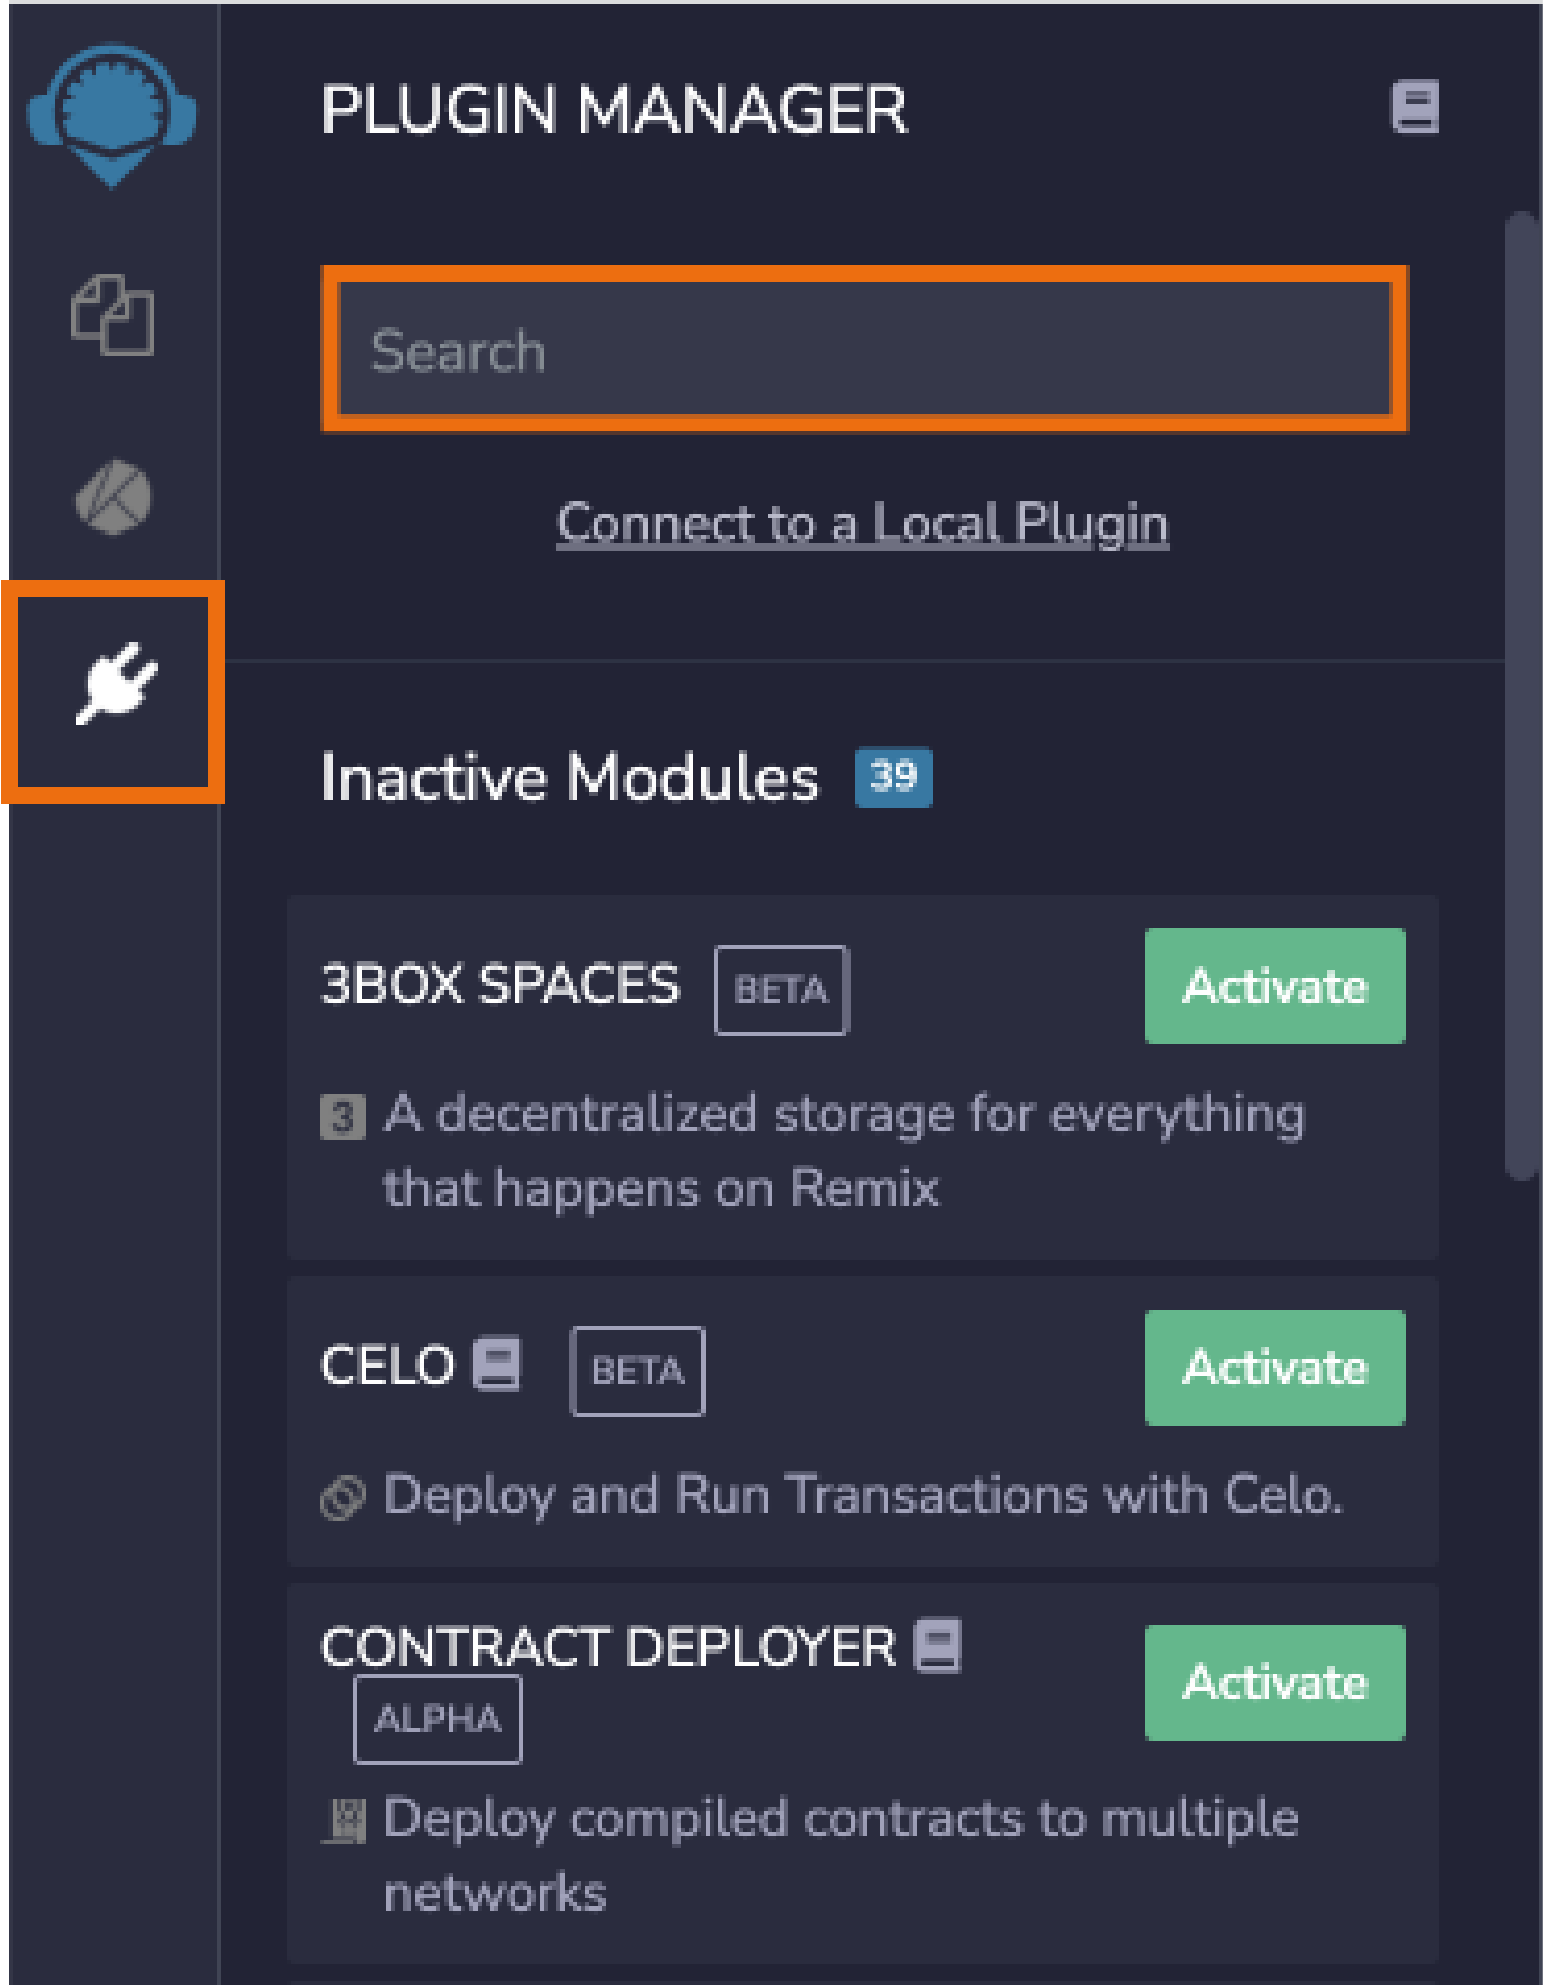 PLUGIN MANAGER
Search
Connect to a Local Plugin
Inactive Modules 39
3BOX SPACES BETA Activate
3 A decentralized storage for everything
that happens on Remix
CELO BETA Activate
Deploy and Run Transactions with Celo.
CONTRACT DEPLOYER
ALPHA
Activate
Deploy compiled contracts to multiple
networks